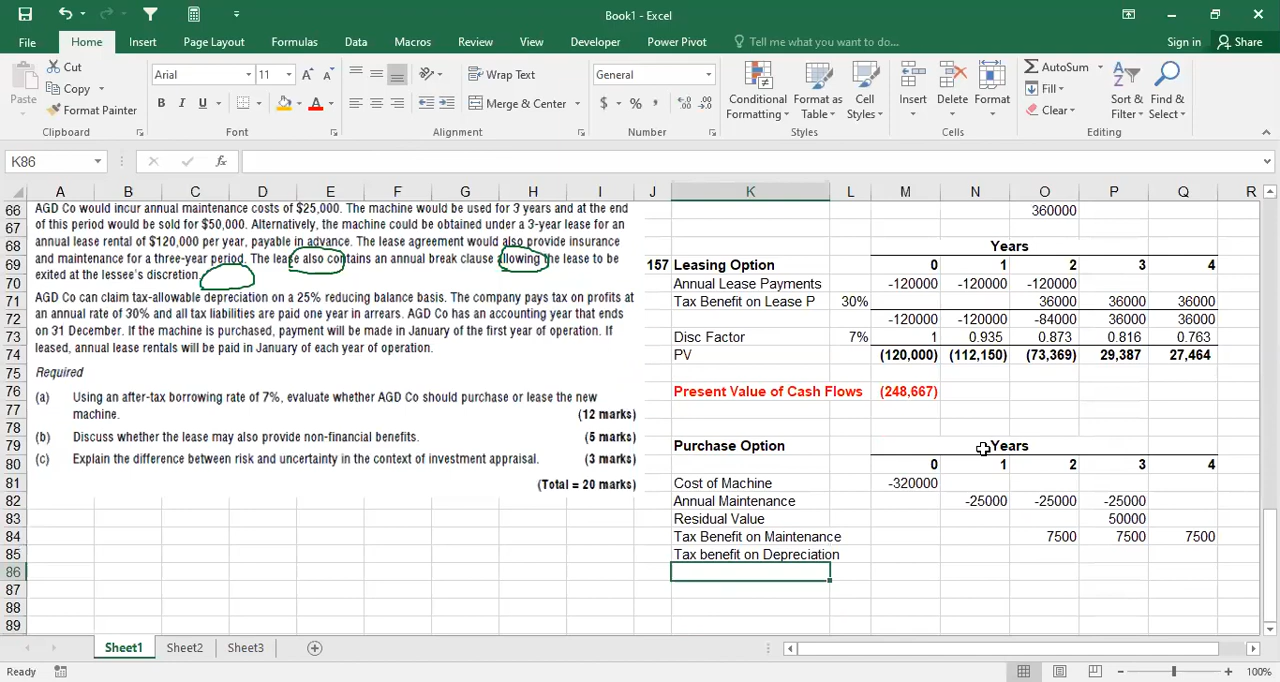 Book1 - Excel
File Home Insert Page Layout Formulas Data Macros Review View Developer Power Pivot Tell me what you want to do... Sign in Share
Paste Cut Copy Format Painter Clipboard
Arial 11 B I U Font
Wrap Text Merge & Center Alignment
General $ % Number
Conditional Formatting Format as Table Cell Styles Styles
Insert Delete Format Cells
AutoSum Fill Clear Sort & Filter Find & Select Editing
K86 fx
A B C D E F G H I J K L M N O P Q R
66 AGD Co would incur annual maintenance costs of $25,000. The machine would be used for 3 years and at the end
67 of this period would be sold for $50,000. Alternatively, the machine could be obtained under a 3-year lease for an
68 annual lease rental of $120,000 per year, payable in advance. The lease agreement would also provide insurance
69 and maintenance for a three-year period. The lease also contains an annual break clause allowing the lease to be
70 exited at the lessee's discretion.
71 AGD Co can claim tax-allowable depreciation on a 25% reducing balance basis. The company pays tax on profits at
72 an annual rate of 30% and all tax liabilities are paid one year in arrears. AGD Co has an accounting year that ends
73 on 31 December. If the machine is purchased, payment will be made in January of the first year of operation. If
74 leased, annual lease rentals will be paid in January of each year of operation.
75 Required
76 (a) Using an after-tax borrowing rate of 7%, evaluate whether AGD Co should purchase or lease the new
77 machine. (12 marks)
78 (b) Discuss whether the lease may also provide non-financial benefits. (5 marks)
79 (c) Explain the difference between risk and uncertainty in the context of investment appraisal. (3 marks)
80 (Total = 20 marks)
81
82
83
84
85
86
87
88
89
360000
Years
157 Leasing Option 0 1 2 3 4
Annual Lease Payments -120000 -120000 -120000
Tax Benefit on Lease P 30% 36000 36000 36000
-120000 -120000 -84000 36000 36000
Disc Factor 7% 1 0.935 0.873 0.816 0.763
PV (120,000) (112,150) (73,369) 29,387 27,464
Present Value of Cash Flows (248,667)
Purchase Option Years
0 1 2 3 4
Cost of Machine -320000
Annual Maintenance -25000 -25000 -25000
Residual Value 50000
Tax Benefit on Maintenance 7500 7500 7500
Tax benefit on Depreciation
Sheet1 Sheet2 Sheet3
Ready 100%